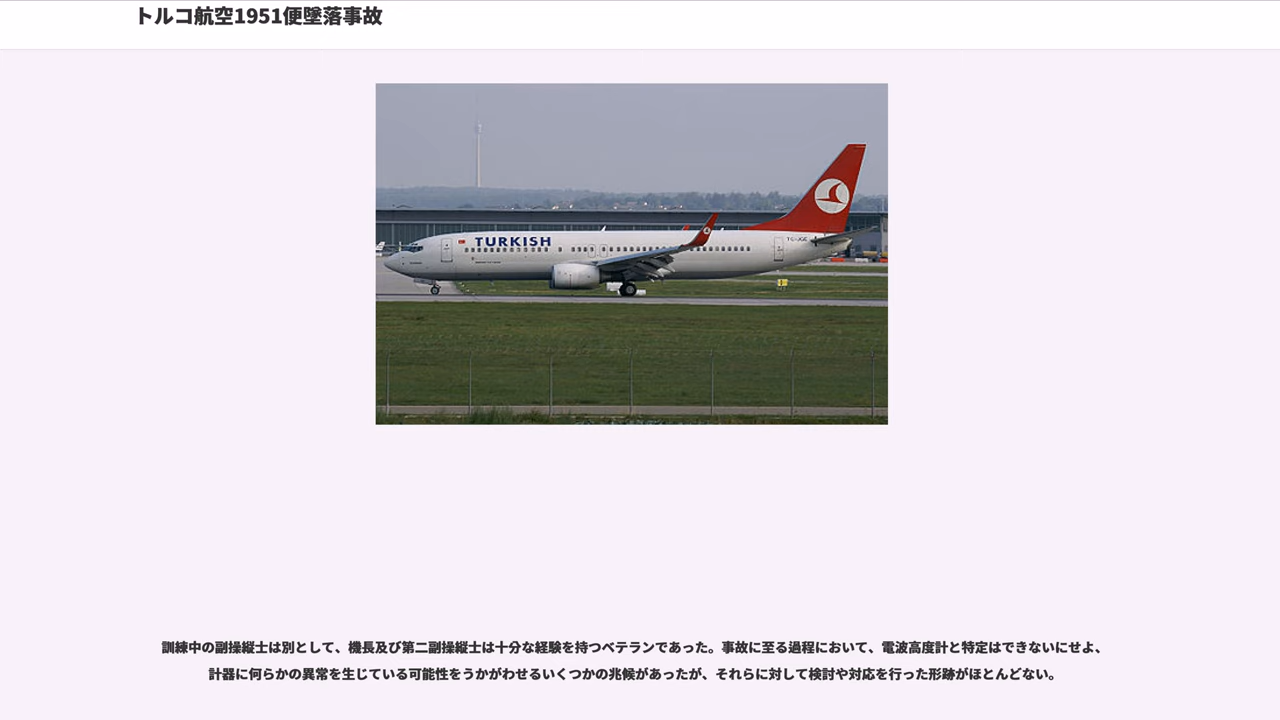 トルコ航空1951便墜落事故
TURKISH
TC-JGE
訓練中の副操縦士は別として、機長及び第二副操縦士は十分な経験を持つベテランであった。事故に至る過程において、電波高度計と特定はできないにせよ、
計器に何らかの異常を生じている可能性をうかがわせるいくつかの兆候があったが、それらに対して検討や対応を行った形跡がほとんどない。